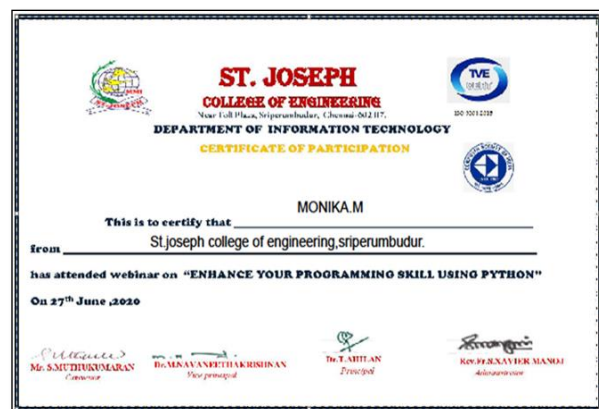 ST. JOSEPH
COLLEGE OF ENGINEERING
Near Toll Plaza, Sriperumbudur, Chennai-602 117.
DEPARTMENT OF INFORMATION TECHNOLOGY
CERTIFICATE OF PARTICIPATION
TVE
ISO 9001:2015
MONIKA.M
This is to certify that
from St.joseph college of engineering,sriperumbudur.
has attended webinar on “ENHANCE YOUR PROGRAMMING SKILL USING PYTHON”
On 27th June ,2020
Mr. S.MUTHUKUMARAN
Convenor
Dr.M.NAVANEETHAKRISHNAN
Vice principal
Dr.T.AHILAN
Principal
Rev.Fr.S.XAVIER MANOJ
Administrator